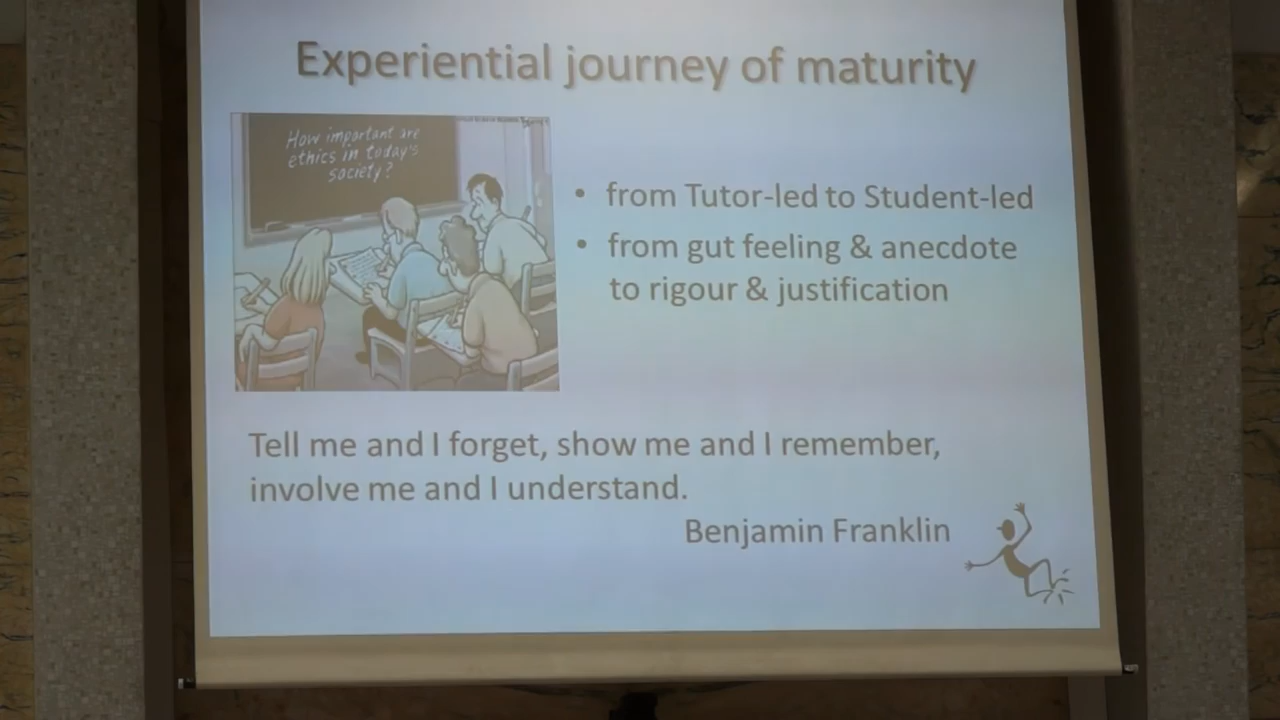 Experiential journey of maturity
How important are
ethics in today's
society?
• from Tutor-led to Student-led
• from gut feeling & anecdote
to rigour & justification
Tell me and I forget, show me and I remember,
involve me and I understand.
Benjamin Franklin